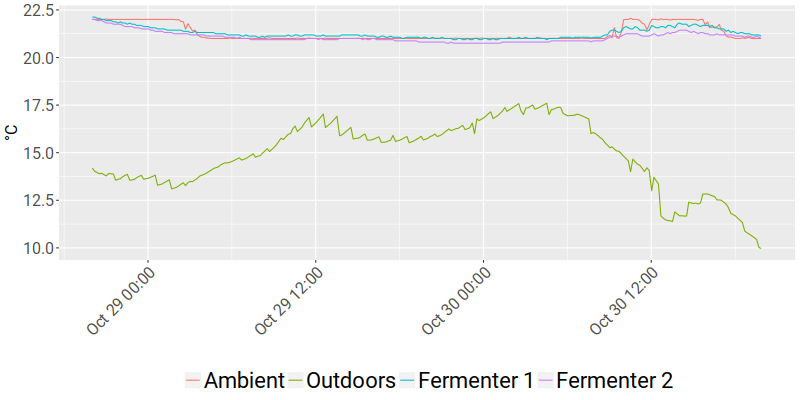 22.5
20.0
17.5
15.0
12.5
10.0
°C
Oct 29 00:00
Oct 29 12:00
Oct 30 00:00
Oct 30 12:00
Ambient Outdoors Fermenter 1 Fermenter 2